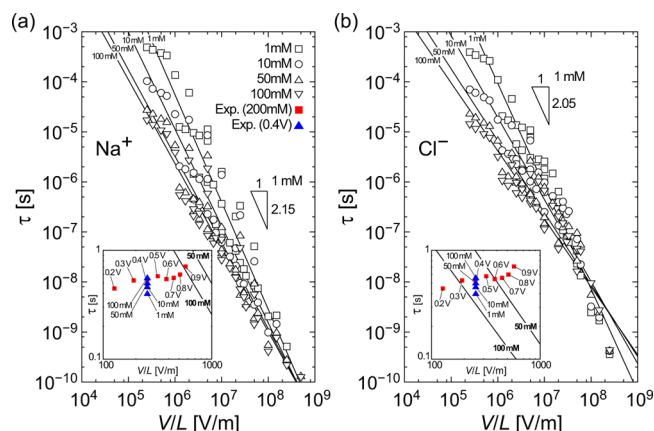 (a)
10⁻³
10⁻⁴
10⁻⁵
10⁻⁶
10⁻⁷
10⁻⁸
10⁻⁹
10⁻¹⁰
τ [s]
10 mM
1 mM
50 mM
100 mM
1mM
10mM
50mM
100mM
Exp. (200mM)
Exp. (0.4V)
Na⁺
1
1 mM
2.15
1
τ [s]
0.1
0.2V
0.3V
0.4V
0.5V
0.6V
0.7V
0.8V
0.9V
50 mM
100 mM
100mM
50mM
10mM
1mM
100
V/L [V/m]
1000
10⁴ 10⁵ 10⁶ 10⁷ 10⁸ 10⁹
V/L [V/m]
(b)
10⁻³
10⁻⁴
10⁻⁵
10⁻⁶
10⁻⁷
10⁻⁸
10⁻⁹
10⁻¹⁰
τ [s]
10 mM
1 mM
50 mM
100 mM
1
1 mM
2.05
Cl⁻
1
τ [s]
0.1
0.2V
0.3V
0.4V
0.5V
0.6V
0.7V
0.8V
0.9V
100mM
50mM
10mM
1mM
50 mM
100 mM
100
V/L [V/m]
1000
10⁴ 10⁵ 10⁶ 10⁷ 10⁸ 10⁹
V/L [V/m]